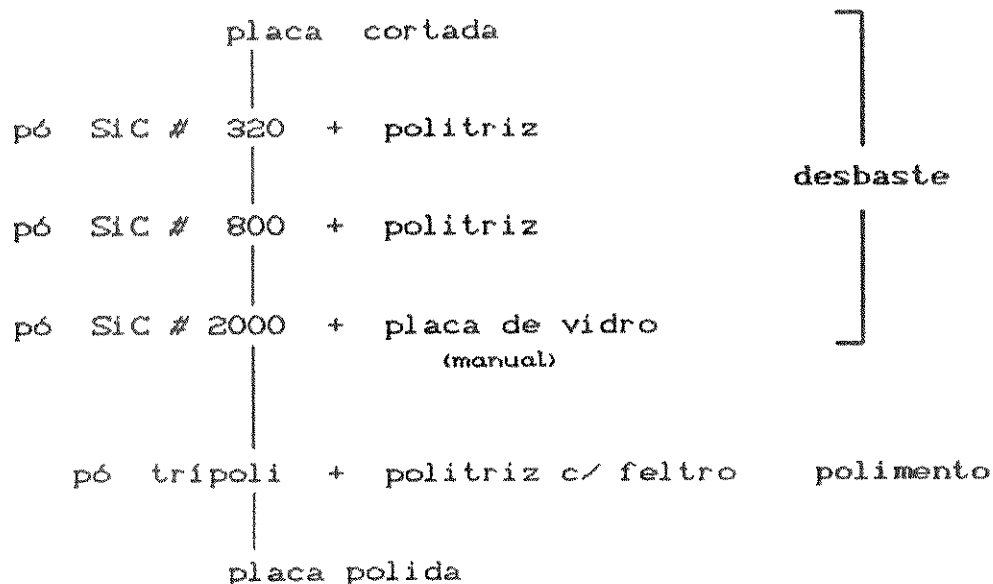 placa cortada
pó SiC # 320 + politriz
desbaste
pó SiC # 800 + politriz
pó SiC # 2000 + placa de vidro
(manual)
pó trípoli + politriz c/ feltro polimento
placa polida